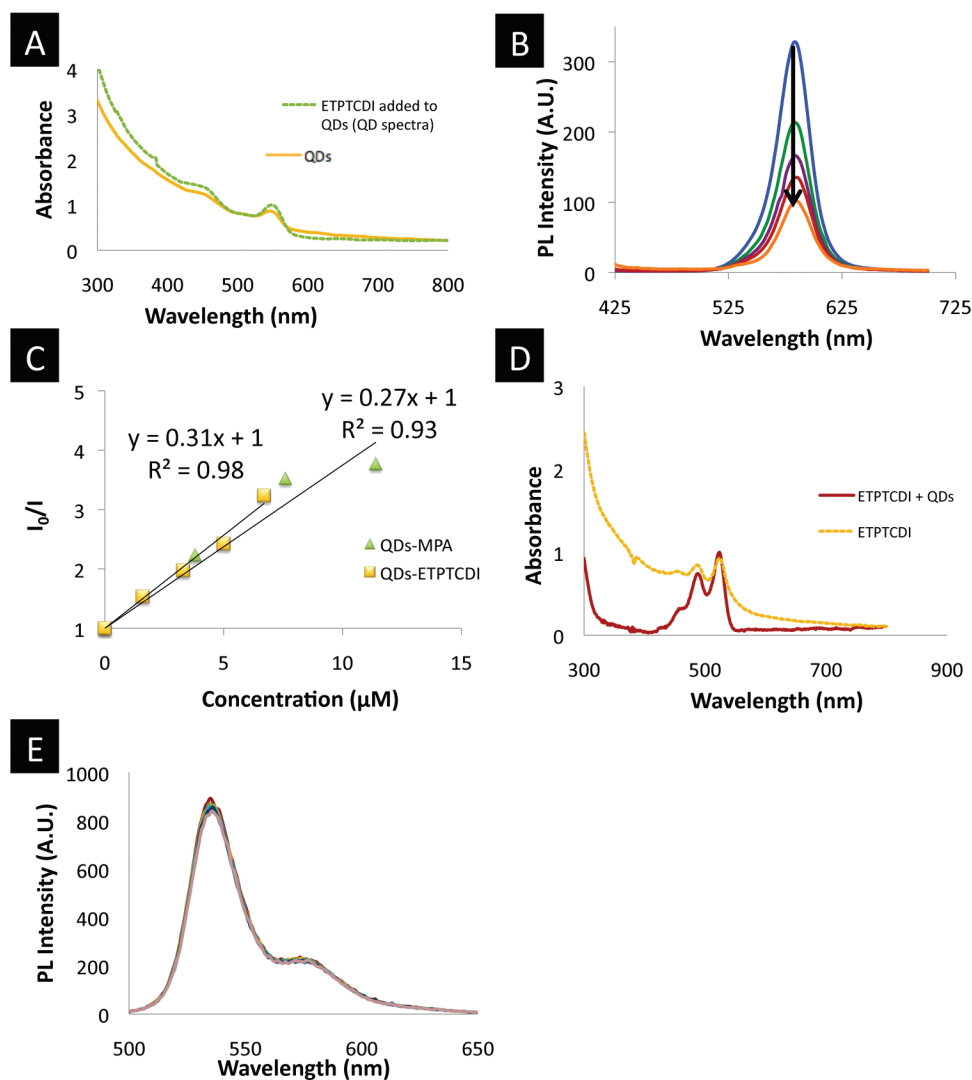 A
4
3
2
1
0
Absorbance
ETPTCDI added to
QDs (QD spectra)
QDs
300 400 500 600 700 800
Wavelength (nm)
B
300
200
100
0
PL Intensity (A.U.)
425 525 625 725
Wavelength (nm)
C
5
4
3
2
1
I₀/I
y = 0.31x + 1
R² = 0.98
y = 0.27x + 1
R² = 0.93
QDs-MPA
QDs-ETPTCDI
0 5 10 15
Concentration (μM)
D
3
2
1
0
Absorbance
ETPTCDI + QDs
ETPTCDI
300 500 700 900
Wavelength (nm)
E
1000
800
600
400
200
0
PL Intensity (A.U.)
500 550 600 650
Wavelength (nm)